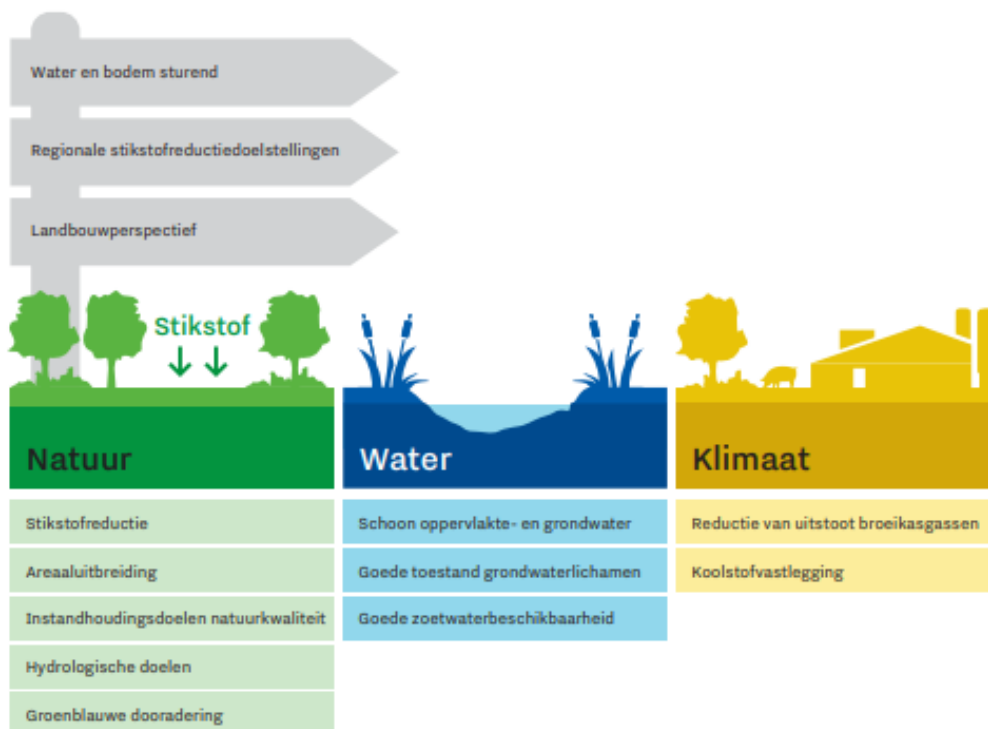 Water en bodem sturend
Regionale stikstofreductiedoelstellingen
Landbouwperspectief
Stikstof
Natuur
Stikstofreductie
Areaaluitbreiding
Instandhoudingsdoelen natuurkwaliteit
Hydrologische doelen
Groenblauwe dooradering
Water
Schoon oppervlakte- en grondwater
Goede toestand grondwaterlichamen
Goede zoetwaterbeschikbaarheid
Klimaat
Reductie van uitstoot broeikasgassen
Koolstofvastlegging